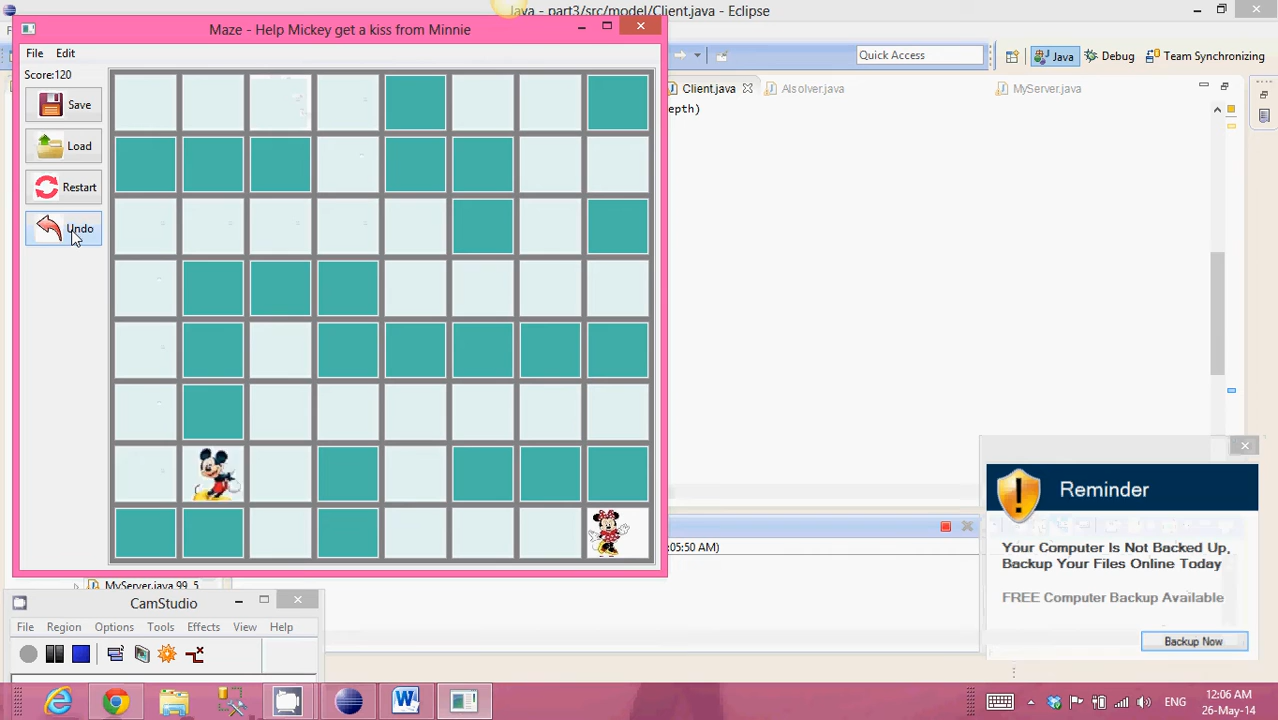 Java - part3/src/model/Client.java - Eclipse
Maze - Help Mickey get a kiss from Minnie
File Edit
Score:120
Save
Load
Restart
Undo
Quick Access
Java
Debug
Team Synchronizing
Client.java
AIsolver.java
MyServer.java
epth)
:05:50 AM)
MyServer.java 99 5
Reminder
Your Computer Is Not Backed Up,
Backup Your Files Online Today
FREE Computer Backup Available
Backup Now
CamStudio
File Region Options Tools Effects View Help
ENG
12:06 AM
26-May-14